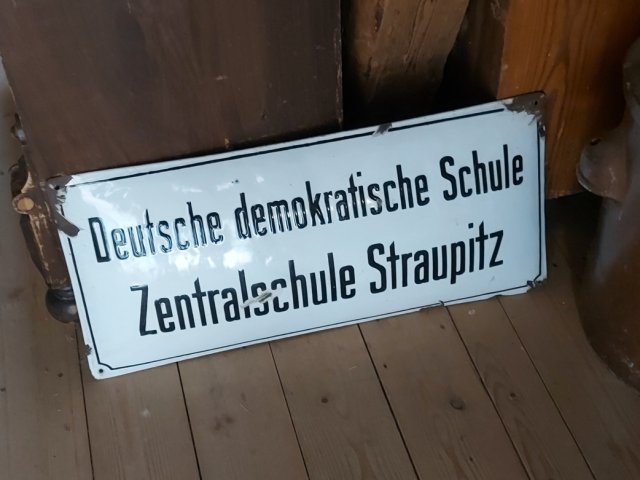 Deutsche demokratische Schule
Zentralschule Straupitz